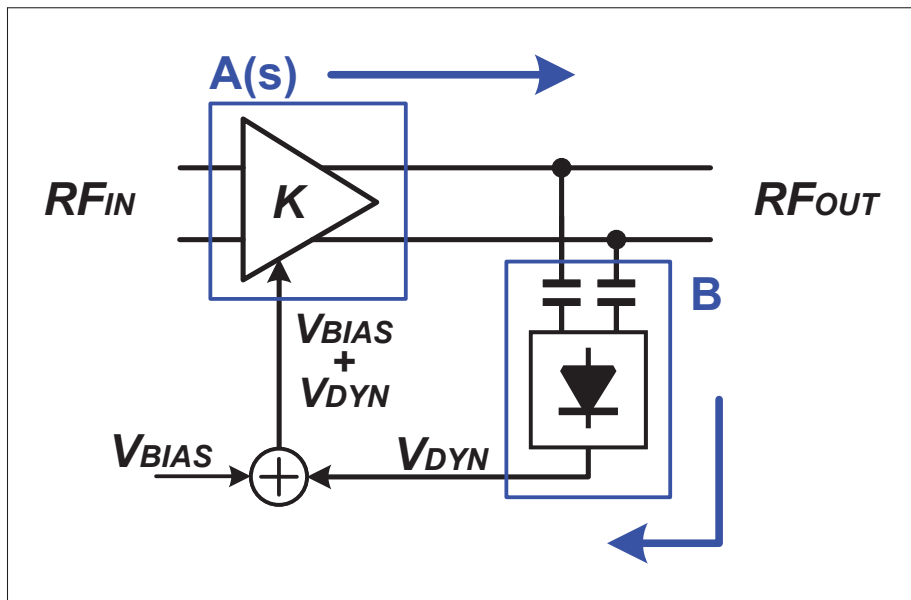 A(s)
RFIN
K
RFOUT
B
VBIAS
+
VDYN
VBIAS
VDYN